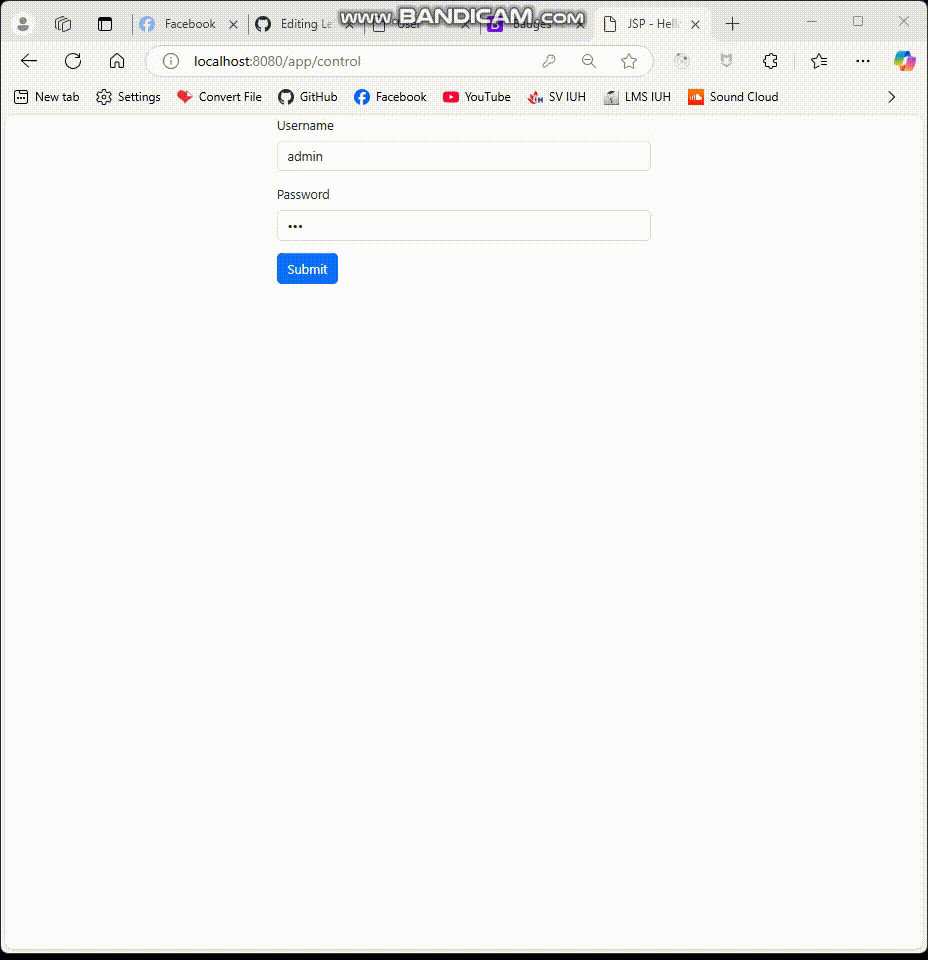 Facebook
Editing Le
www.BANDICAM.com
User
Badges
JSP - Hell
localhost:8080/app/control
New tab
Settings
Convert File
GitHub
Facebook
YouTube
SV IUH
LMS IUH
Sound Cloud
Username
admin
Password
•••
Submit